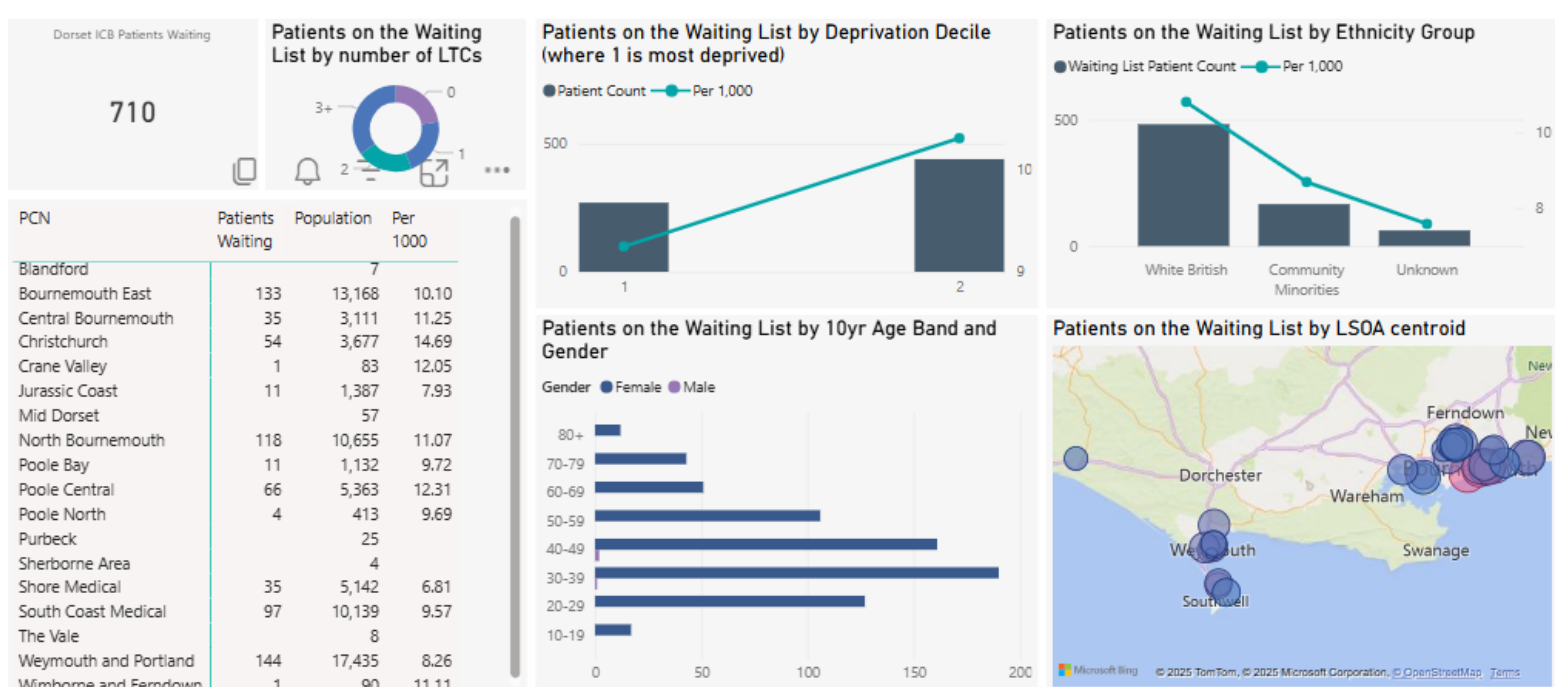 Dorset ICB Patients Waiting
710
Patients on the Waiting
List by number of LTCs
0
3+
1
2
Patients on the Waiting List by Deprivation Decile
(where 1 is most deprived)
Patient Count Per 1,000
500
10
0
9
1 2
Patients on the Waiting List by Ethnicity Group
Waiting List Patient Count Per 1,000
500
10
8
0
White British Community Minorities Unknown
PCN Patients Waiting Population Per 1000
Blandford 7
Bournemouth East 133 13,168 10.10
Central Bournemouth 35 3,111 11.25
Christchurch 54 3,677 14.69
Crane Valley 1 83 12.05
Jurassic Coast 11 1,387 7.93
Mid Dorset 57
North Bournemouth 118 10,655 11.07
Poole Bay 11 1,132 9.72
Poole Central 66 5,363 12.31
Poole North 4 413 9.69
Purbeck 25
Sherborne Area 4
Shore Medical 35 5,142 6.81
South Coast Medical 97 10,139 9.57
The Vale 8
Weymouth and Portland 144 17,435 8.26
Wimborne and Ferndown 1 90 11.11
Patients on the Waiting List by 10yr Age Band and
Gender
Gender Female Male
80+
70-79
60-69
50-59
40-49
30-39
20-29
10-19
0 50 100 150 200
Patients on the Waiting List by LSOA centroid
New
Ferndown
New
Dorchester
Wareham
Weymouth
Swanage
Southwell
Microsoft Bing © 2025 TomTom, © 2025 Microsoft Corporation, © OpenStreetMap Terms